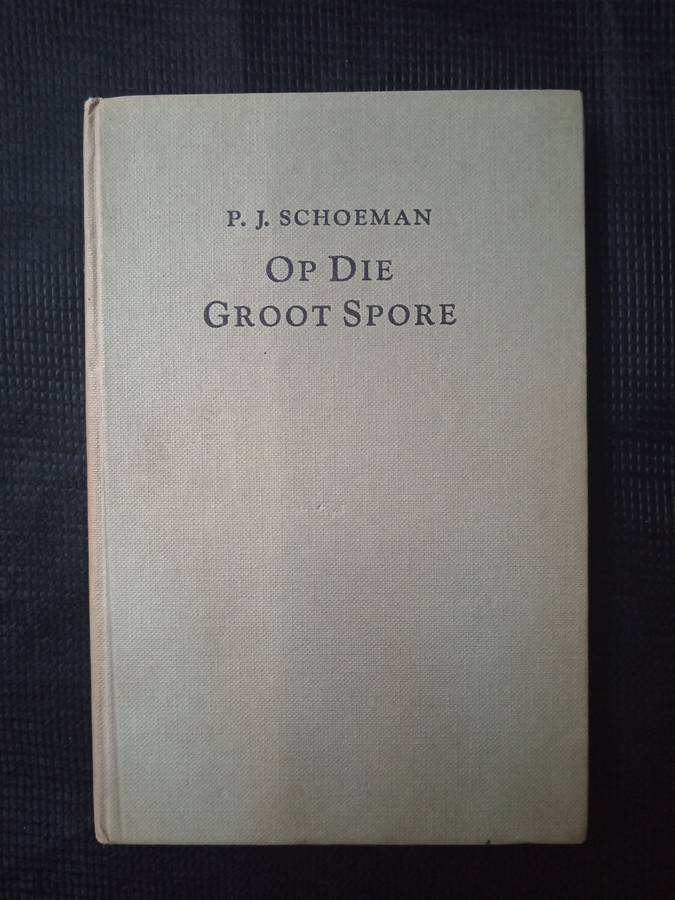 P. J. SCHOEMAN
OP DIE
GROOT SPORE